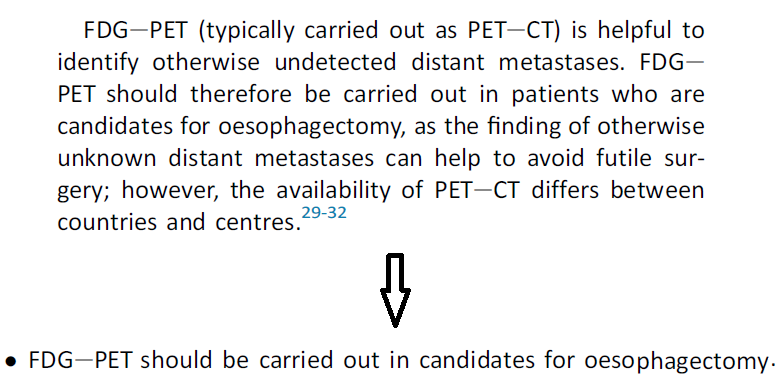 FDG—PET (typically carried out as PET—CT) is helpful to
identify otherwise undetected distant metastases. FDG—
PET should therefore be carried out in patients who are
candidates for oesophagectomy, as the finding of otherwise
unknown distant metastases can help to avoid futile sur-
gery; however, the availability of PET—CT differs between
countries and centres.29-32
• FDG—PET should be carried out in candidates for oesophagectomy.